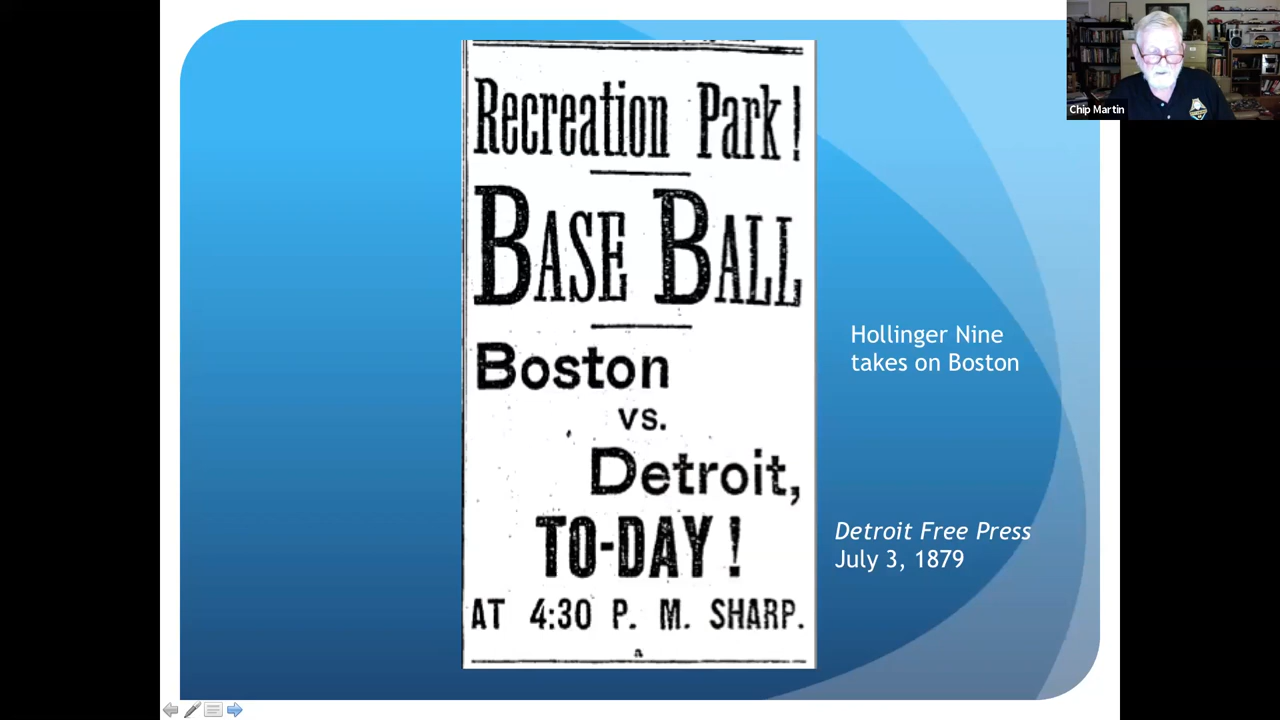 Recreation Park!
BASE BALL
Boston
vs.
Detroit,
TO-DAY!
AT 4:30 P. M. SHARP.
Hollinger Nine
takes on Boston
Detroit Free Press
July 3, 1879
Chip Martin